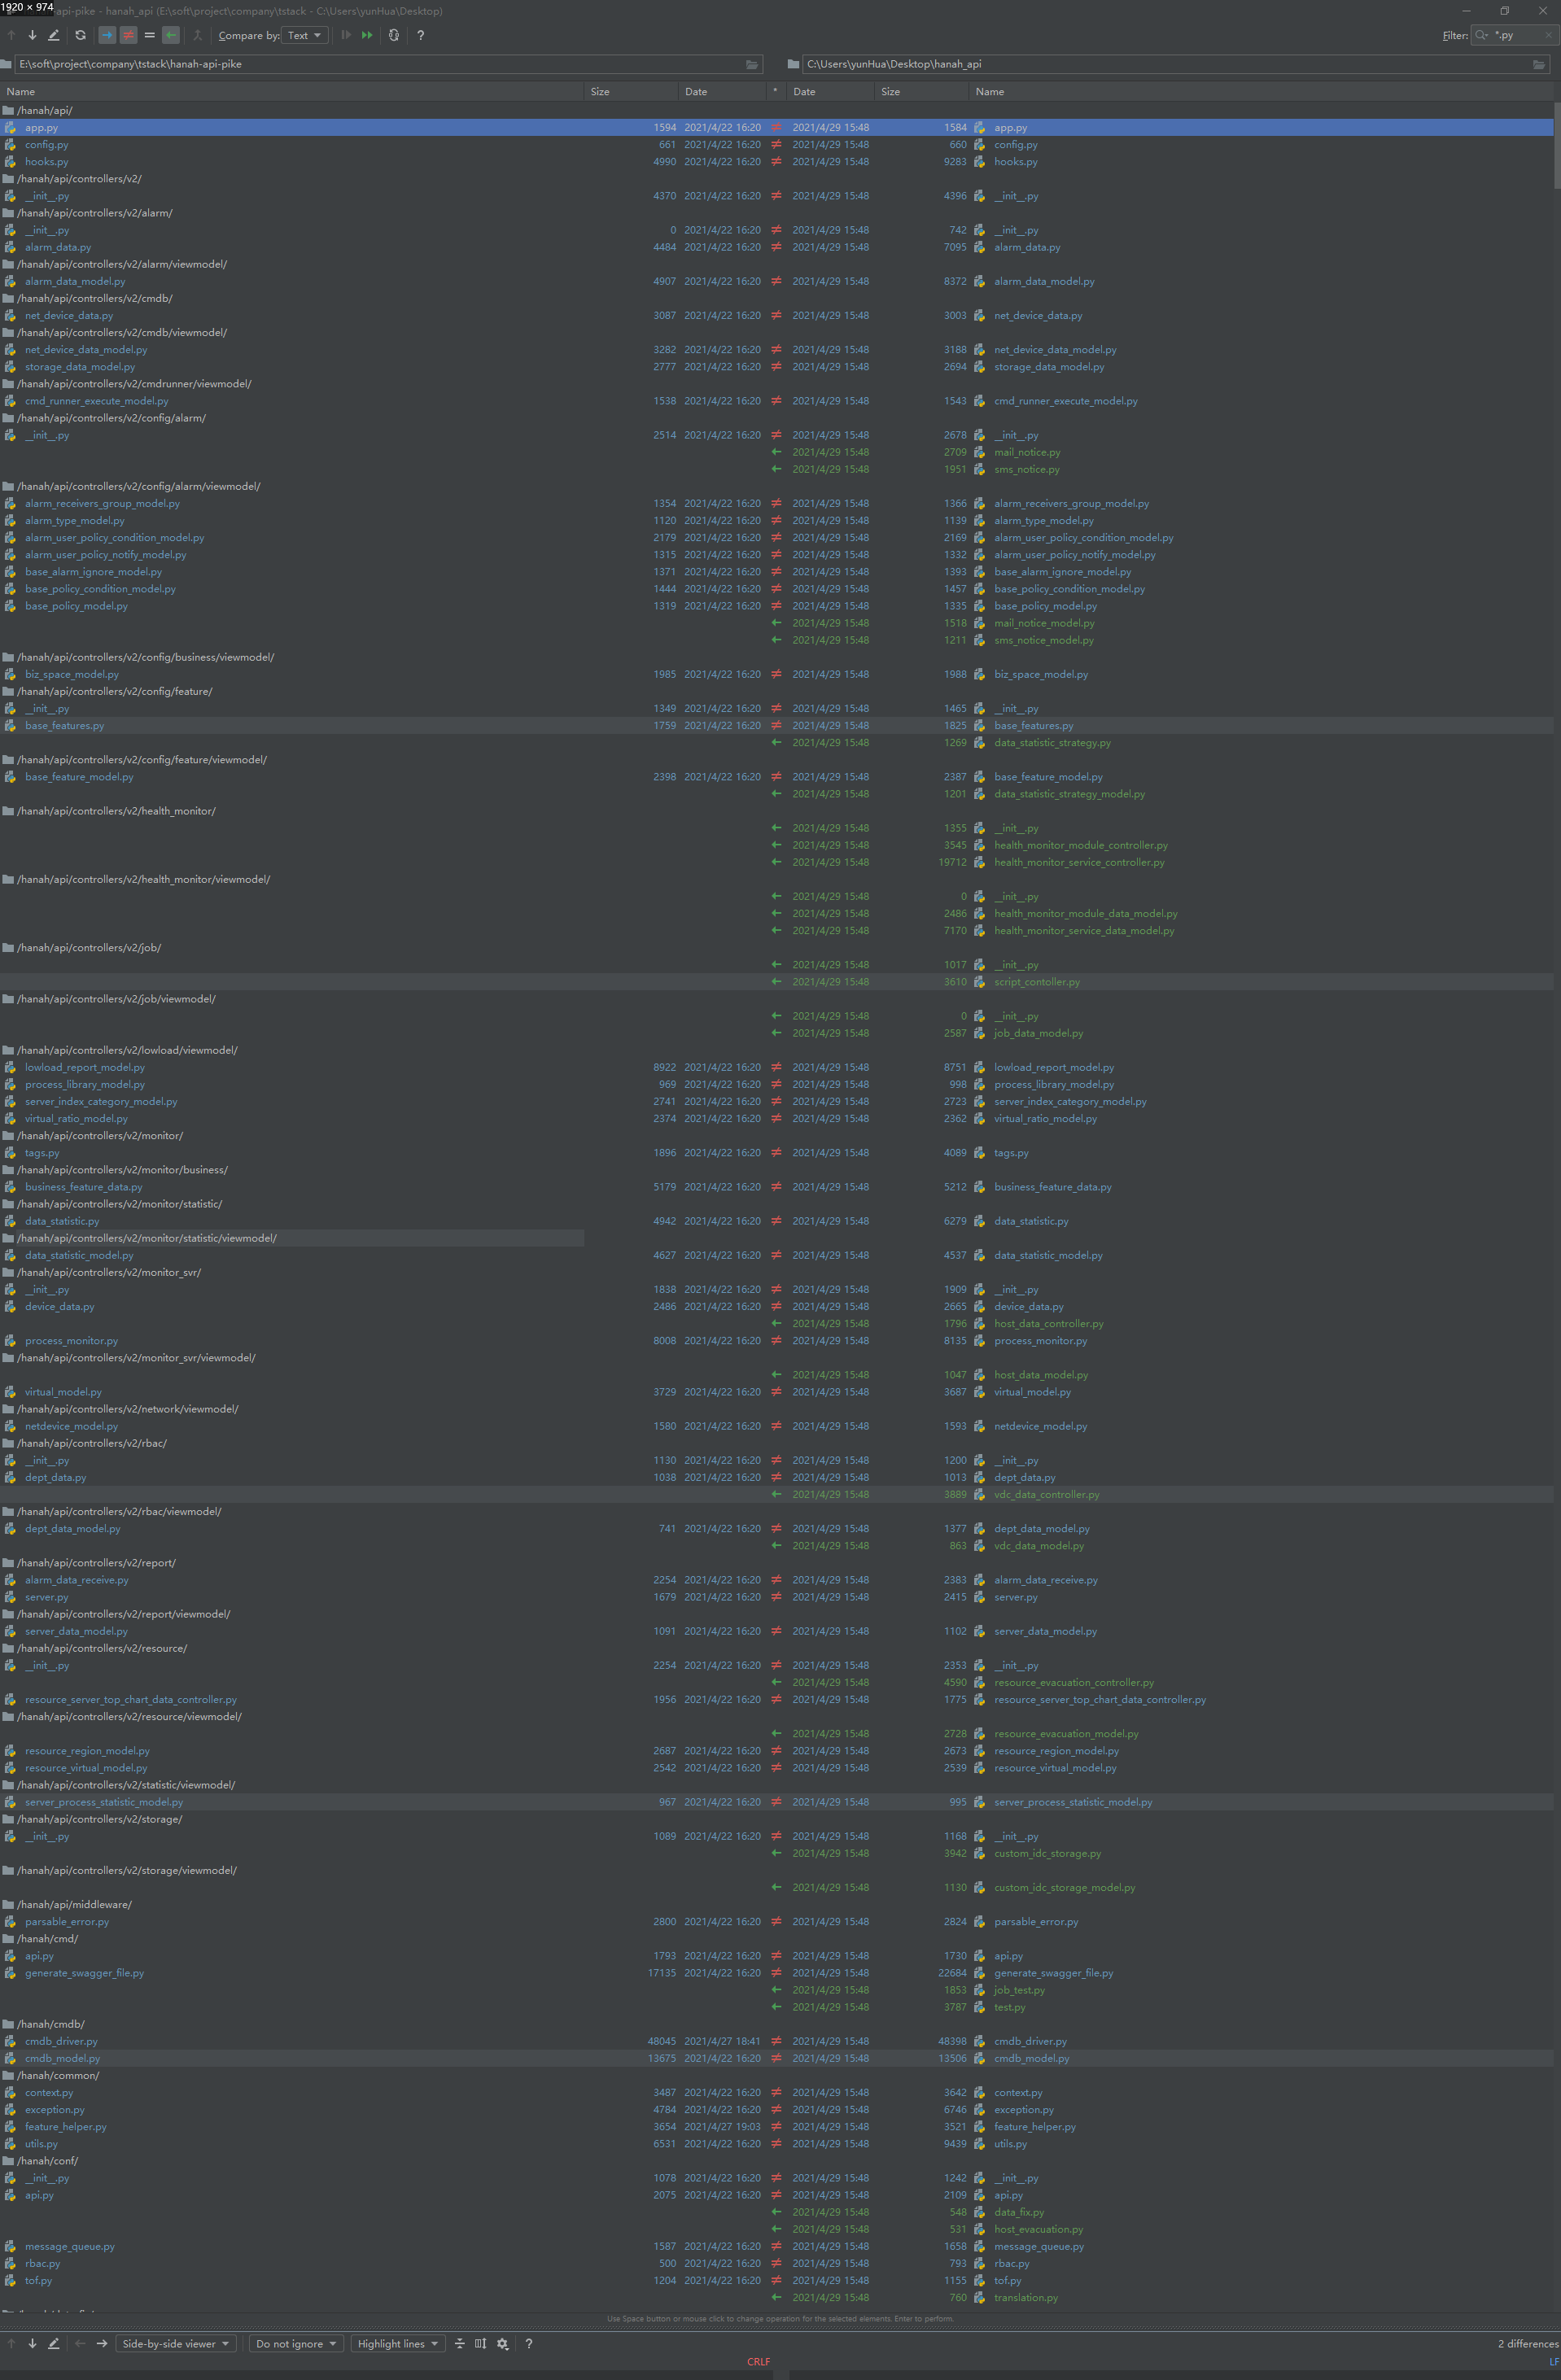 1920 × 974
api-pike - hanah_api (E:\soft\project\company\tstack - C:\Users\yunHua\Desktop)
Compare by: Text ? Filter: *.py
E:\soft\project\company\tstack\hanah-api-pike C:\Users\yunHua\Desktop\hanah_api
Name Size Date * Date Size Name
/hanah/api/
app.py 1594 2021/4/22 16:20 ≠ 2021/4/29 15:48 1584 app.py
config.py 661 2021/4/22 16:20 ≠ 2021/4/29 15:48 660 config.py
hooks.py 4990 2021/4/22 16:20 ≠ 2021/4/29 15:48 9283 hooks.py
/hanah/api/controllers/v2/
__init__.py 4370 2021/4/22 16:20 ≠ 2021/4/29 15:48 4396 __init__.py
/hanah/api/controllers/v2/alarm/
__init__.py 0 2021/4/22 16:20 ≠ 2021/4/29 15:48 742 __init__.py
alarm_data.py 4484 2021/4/22 16:20 ≠ 2021/4/29 15:48 7095 alarm_data.py
/hanah/api/controllers/v2/alarm/viewmodel/
alarm_data_model.py 4907 2021/4/22 16:20 ≠ 2021/4/29 15:48 8372 alarm_data_model.py
/hanah/api/controllers/v2/cmdb/
net_device_data.py 3087 2021/4/22 16:20 ≠ 2021/4/29 15:48 3003 net_device_data.py
/hanah/api/controllers/v2/cmdb/viewmodel/
net_device_data_model.py 3282 2021/4/22 16:20 ≠ 2021/4/29 15:48 3188 net_device_data_model.py
storage_data_model.py 2777 2021/4/22 16:20 ≠ 2021/4/29 15:48 2694 storage_data_model.py
/hanah/api/controllers/v2/cmdrunner/viewmodel/
cmd_runner_execute_model.py 1538 2021/4/22 16:20 ≠ 2021/4/29 15:48 1543 cmd_runner_execute_model.py
/hanah/api/controllers/v2/config/alarm/
__init__.py 2514 2021/4/22 16:20 ≠ 2021/4/29 15:48 2678 __init__.py
← 2021/4/29 15:48 2709 mail_notice.py
← 2021/4/29 15:48 1951 sms_notice.py
/hanah/api/controllers/v2/config/alarm/viewmodel/
alarm_receivers_group_model.py 1354 2021/4/22 16:20 ≠ 2021/4/29 15:48 1366 alarm_receivers_group_model.py
alarm_type_model.py 1120 2021/4/22 16:20 ≠ 2021/4/29 15:48 1139 alarm_type_model.py
alarm_user_policy_condition_model.py 2179 2021/4/22 16:20 ≠ 2021/4/29 15:48 2169 alarm_user_policy_condition_model.py
alarm_user_policy_notify_model.py 1315 2021/4/22 16:20 ≠ 2021/4/29 15:48 1332 alarm_user_policy_notify_model.py
base_alarm_ignore_model.py 1371 2021/4/22 16:20 ≠ 2021/4/29 15:48 1393 base_alarm_ignore_model.py
base_policy_condition_model.py 1444 2021/4/22 16:20 ≠ 2021/4/29 15:48 1457 base_policy_condition_model.py
base_policy_model.py 1319 2021/4/22 16:20 ≠ 2021/4/29 15:48 1335 base_policy_model.py
← 2021/4/29 15:48 1518 mail_notice_model.py
← 2021/4/29 15:48 1211 sms_notice_model.py
/hanah/api/controllers/v2/config/business/viewmodel/
biz_space_model.py 1985 2021/4/22 16:20 ≠ 2021/4/29 15:48 1988 biz_space_model.py
/hanah/api/controllers/v2/config/feature/
__init__.py 1349 2021/4/22 16:20 ≠ 2021/4/29 15:48 1465 __init__.py
base_features.py 1759 2021/4/22 16:20 ≠ 2021/4/29 15:48 1825 base_features.py
← 2021/4/29 15:48 1269 data_statistic_strategy.py
/hanah/api/controllers/v2/config/feature/viewmodel/
base_feature_model.py 2398 2021/4/22 16:20 ≠ 2021/4/29 15:48 2387 base_feature_model.py
← 2021/4/29 15:48 1201 data_statistic_strategy_model.py
/hanah/api/controllers/v2/health_monitor/
← 2021/4/29 15:48 1355 __init__.py
← 2021/4/29 15:48 3545 health_monitor_module_controller.py
← 2021/4/29 15:48 19712 health_monitor_service_controller.py
/hanah/api/controllers/v2/health_monitor/viewmodel/
← 2021/4/29 15:48 0 __init__.py
← 2021/4/29 15:48 2486 health_monitor_module_data_model.py
← 2021/4/29 15:48 7170 health_monitor_service_data_model.py
/hanah/api/controllers/v2/job/
← 2021/4/29 15:48 1017 __init__.py
← 2021/4/29 15:48 3610 script_contoller.py
/hanah/api/controllers/v2/job/viewmodel/
← 2021/4/29 15:48 0 __init__.py
← 2021/4/29 15:48 2587 job_data_model.py
/hanah/api/controllers/v2/lowload/viewmodel/
lowload_report_model.py 8922 2021/4/22 16:20 ≠ 2021/4/29 15:48 8751 lowload_report_model.py
process_library_model.py 969 2021/4/22 16:20 ≠ 2021/4/29 15:48 998 process_library_model.py
server_index_category_model.py 2741 2021/4/22 16:20 ≠ 2021/4/29 15:48 2723 server_index_category_model.py
virtual_ratio_model.py 2374 2021/4/22 16:20 ≠ 2021/4/29 15:48 2362 virtual_ratio_model.py
/hanah/api/controllers/v2/monitor/
tags.py 1896 2021/4/22 16:20 ≠ 2021/4/29 15:48 4089 tags.py
/hanah/api/controllers/v2/monitor/business/
business_feature_data.py 5179 2021/4/22 16:20 ≠ 2021/4/29 15:48 5212 business_feature_data.py
/hanah/api/controllers/v2/monitor/statistic/
data_statistic.py 4942 2021/4/22 16:20 ≠ 2021/4/29 15:48 6279 data_statistic.py
/hanah/api/controllers/v2/monitor/statistic/viewmodel/
data_statistic_model.py 4627 2021/4/22 16:20 ≠ 2021/4/29 15:48 4537 data_statistic_model.py
/hanah/api/controllers/v2/monitor_svr/
__init__.py 1838 2021/4/22 16:20 ≠ 2021/4/29 15:48 1909 __init__.py
device_data.py 2486 2021/4/22 16:20 ≠ 2021/4/29 15:48 2665 device_data.py
← 2021/4/29 15:48 1796 host_data_controller.py
process_monitor.py 8008 2021/4/22 16:20 ≠ 2021/4/29 15:48 8135 process_monitor.py
/hanah/api/controllers/v2/monitor_svr/viewmodel/
← 2021/4/29 15:48 1047 host_data_model.py
virtual_model.py 3729 2021/4/22 16:20 ≠ 2021/4/29 15:48 3687 virtual_model.py
/hanah/api/controllers/v2/network/viewmodel/
netdevice_model.py 1580 2021/4/22 16:20 ≠ 2021/4/29 15:48 1593 netdevice_model.py
/hanah/api/controllers/v2/rbac/
__init__.py 1130 2021/4/22 16:20 ≠ 2021/4/29 15:48 1200 __init__.py
dept_data.py 1038 2021/4/22 16:20 ≠ 2021/4/29 15:48 1013 dept_data.py
← 2021/4/29 15:48 3889 vdc_data_controller.py
/hanah/api/controllers/v2/rbac/viewmodel/
dept_data_model.py 741 2021/4/22 16:20 ≠ 2021/4/29 15:48 1377 dept_data_model.py
← 2021/4/29 15:48 863 vdc_data_model.py
/hanah/api/controllers/v2/report/
alarm_data_receive.py 2254 2021/4/22 16:20 ≠ 2021/4/29 15:48 2383 alarm_data_receive.py
server.py 1679 2021/4/22 16:20 ≠ 2021/4/29 15:48 2415 server.py
/hanah/api/controllers/v2/report/viewmodel/
server_data_model.py 1091 2021/4/22 16:20 ≠ 2021/4/29 15:48 1102 server_data_model.py
/hanah/api/controllers/v2/resource/
__init__.py 2254 2021/4/22 16:20 ≠ 2021/4/29 15:48 2353 __init__.py
← 2021/4/29 15:48 4590 resource_evacuation_controller.py
resource_server_top_chart_data_controller.py 1956 2021/4/22 16:20 ≠ 2021/4/29 15:48 1775 resource_server_top_chart_data_controller.py
/hanah/api/controllers/v2/resource/viewmodel/
← 2021/4/29 15:48 2728 resource_evacuation_model.py
resource_region_model.py 2687 2021/4/22 16:20 ≠ 2021/4/29 15:48 2673 resource_region_model.py
resource_virtual_model.py 2542 2021/4/22 16:20 ≠ 2021/4/29 15:48 2539 resource_virtual_model.py
/hanah/api/controllers/v2/statistic/viewmodel/
server_process_statistic_model.py 967 2021/4/22 16:20 ≠ 2021/4/29 15:48 995 server_process_statistic_model.py
/hanah/api/controllers/v2/storage/
__init__.py 1089 2021/4/22 16:20 ≠ 2021/4/29 15:48 1168 __init__.py
← 2021/4/29 15:48 3942 custom_idc_storage.py
/hanah/api/controllers/v2/storage/viewmodel/
← 2021/4/29 15:48 1130 custom_idc_storage_model.py
/hanah/api/middleware/
parsable_error.py 2800 2021/4/22 16:20 ≠ 2021/4/29 15:48 2824 parsable_error.py
/hanah/cmd/
api.py 1793 2021/4/22 16:20 ≠ 2021/4/29 15:48 1730 api.py
generate_swagger_file.py 17135 2021/4/22 16:20 ≠ 2021/4/29 15:48 22684 generate_swagger_file.py
← 2021/4/29 15:48 1853 job_test.py
← 2021/4/29 15:48 3787 test.py
/hanah/cmdb/
cmdb_driver.py 48045 2021/4/27 18:41 ≠ 2021/4/29 15:48 48398 cmdb_driver.py
cmdb_model.py 13675 2021/4/22 16:20 ≠ 2021/4/29 15:48 13506 cmdb_model.py
/hanah/common/
context.py 3487 2021/4/22 16:20 ≠ 2021/4/29 15:48 3642 context.py
exception.py 4784 2021/4/22 16:20 ≠ 2021/4/29 15:48 6746 exception.py
feature_helper.py 3654 2021/4/27 19:03 ≠ 2021/4/29 15:48 3521 feature_helper.py
utils.py 6531 2021/4/22 16:20 ≠ 2021/4/29 15:48 9439 utils.py
/hanah/conf/
__init__.py 1078 2021/4/22 16:20 ≠ 2021/4/29 15:48 1242 __init__.py
api.py 2075 2021/4/22 16:20 ≠ 2021/4/29 15:48 2109 api.py
← 2021/4/29 15:48 548 data_fix.py
← 2021/4/29 15:48 531 host_evacuation.py
message_queue.py 1587 2021/4/22 16:20 ≠ 2021/4/29 15:48 1658 message_queue.py
rbac.py 500 2021/4/22 16:20 ≠ 2021/4/29 15:48 793 rbac.py
tof.py 1204 2021/4/22 16:20 ≠ 2021/4/29 15:48 1155 tof.py
← 2021/4/29 15:48 760 translation.py
Use Space button or mouse click to change operation for the selected elements. Enter to perform.
Side-by-side viewer Do not ignore Highlight lines ? 2 differences
CRLF LF